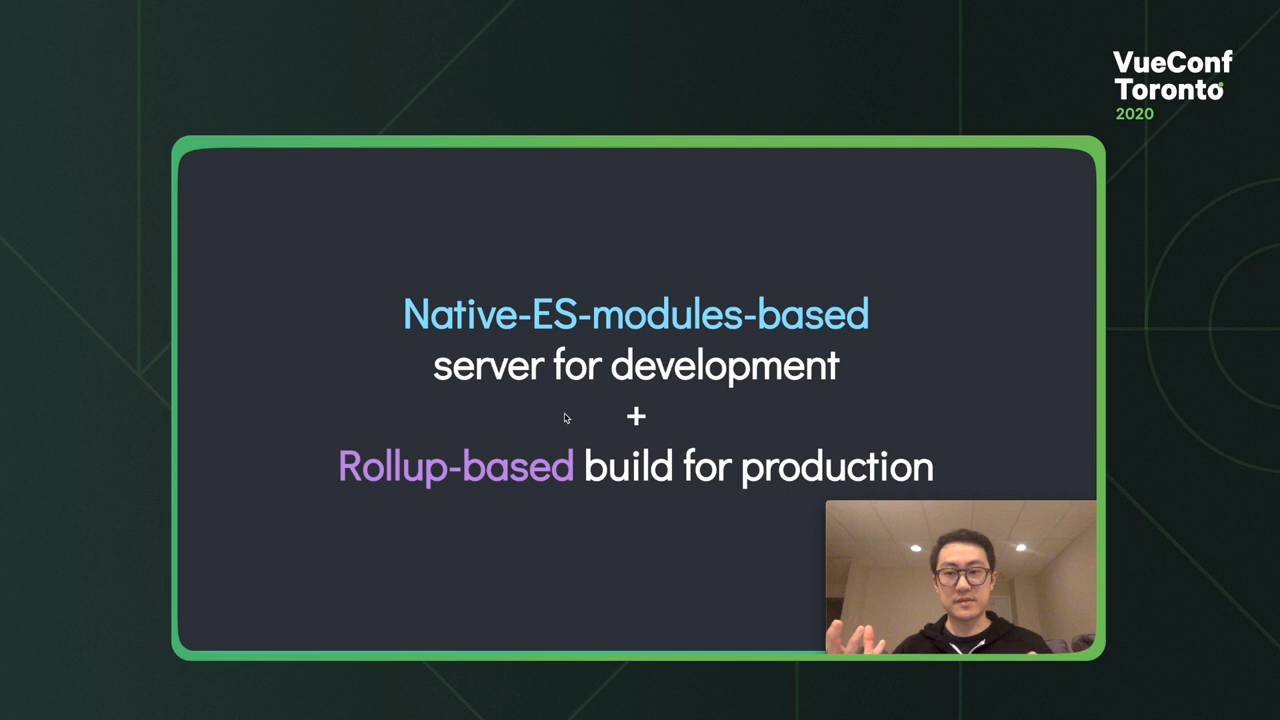 VueConf
Toronto
2020
Native-ES-modules-based
server for development
+
Rollup-based build for production